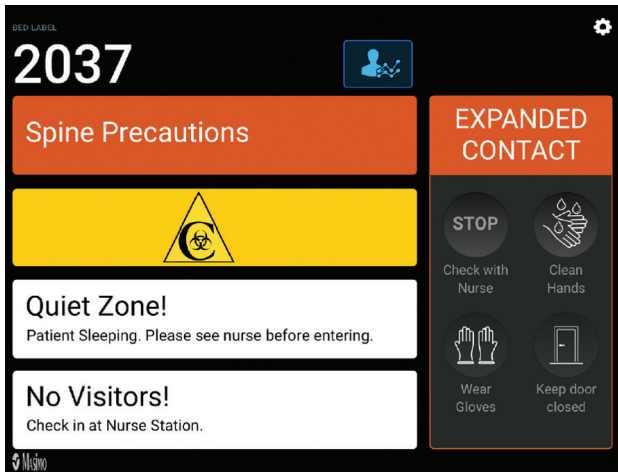 BED LABEL
2037
Spine Precautions
C
Quiet Zone!
Patient Sleeping. Please see nurse before entering.
No Visitors!
Check in at Nurse Station.
EXPANDED
CONTACT
STOP
Check with
Nurse
Clean
Hands
Wear
Gloves
Keep door
closed
Masimo